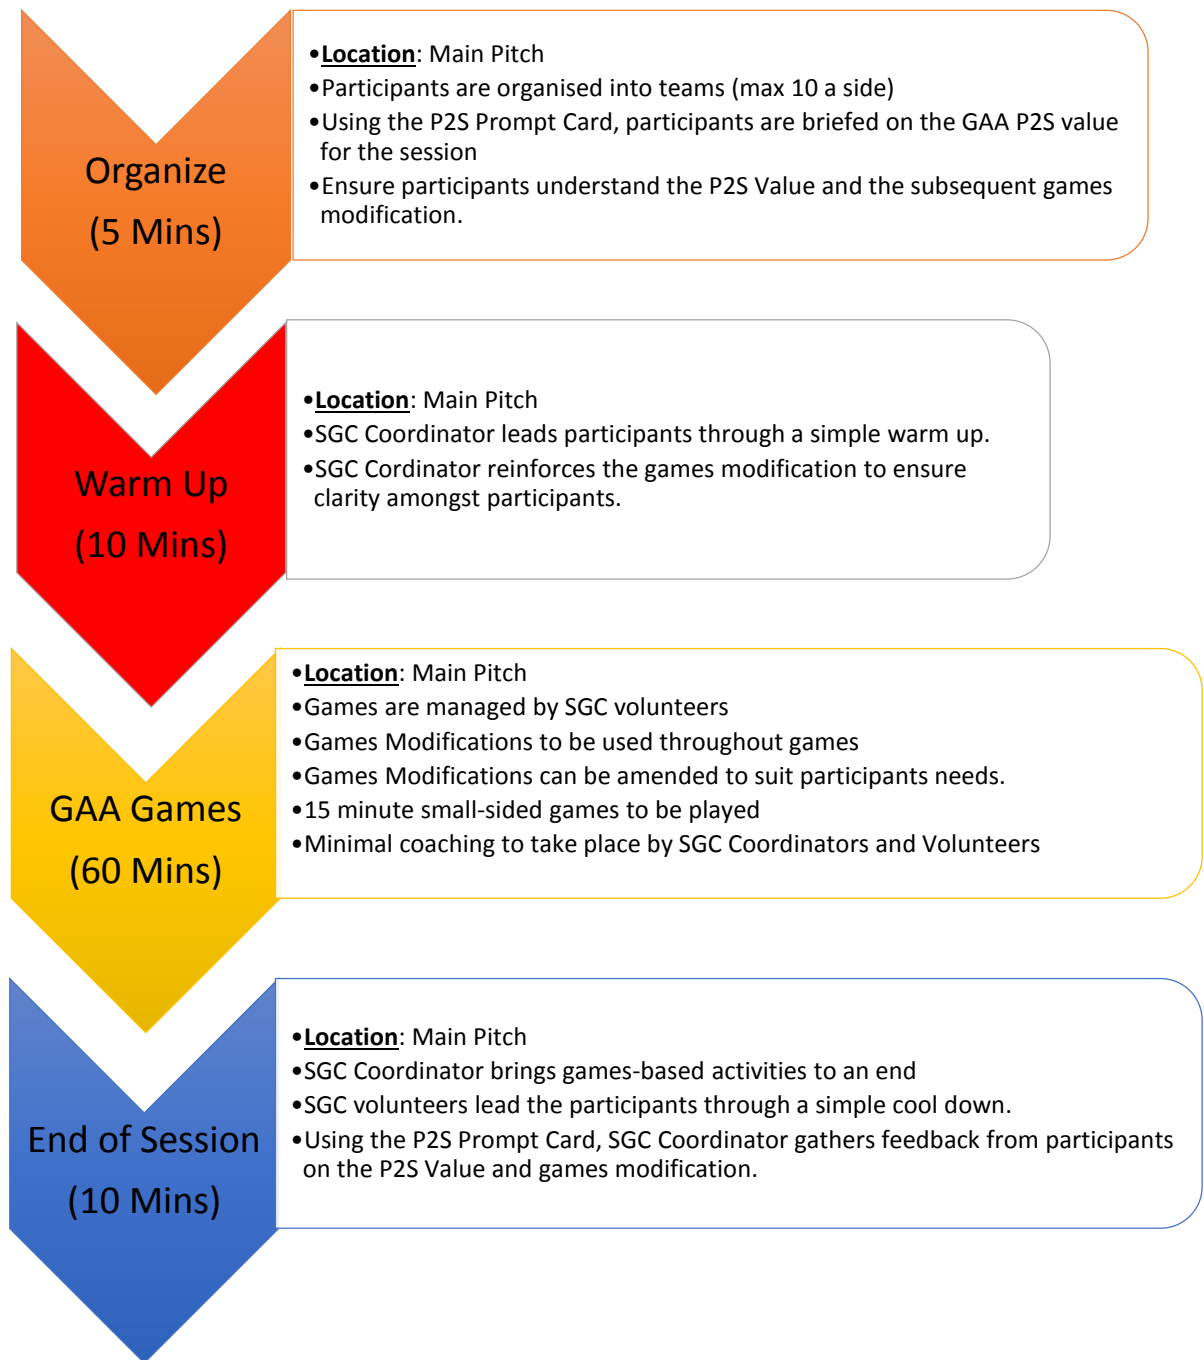 Organize
(5 Mins)
•Location: Main Pitch
•Participants are organised into teams (max 10 a side)
•Using the P2S Prompt Card, participants are briefed on the GAA P2S value
for the session
•Ensure participants understand the P2S Value and the subsequent games
modification.
Warm Up
(10 Mins)
•Location: Main Pitch
•SGC Coordinator leads participants through a simple warm up.
•SGC Cordinator reinforces the games modification to ensure
clarity amongst participants.
GAA Games
(60 Mins)
•Location: Main Pitch
•Games are managed by SGC volunteers
•Games Modifications to be used throughout games
•Games Modifications can be amended to suit participants needs.
•15 minute small-sided games to be played
•Minimal coaching to take place by SGC Coordinators and Volunteers
End of Session
(10 Mins)
•Location: Main Pitch
•SGC Coordinator brings games-based activities to an end
•SGC volunteers lead the participants through a simple cool down.
•Using the P2S Prompt Card, SGC Coordinator gathers feedback from participants
on the P2S Value and games modification.